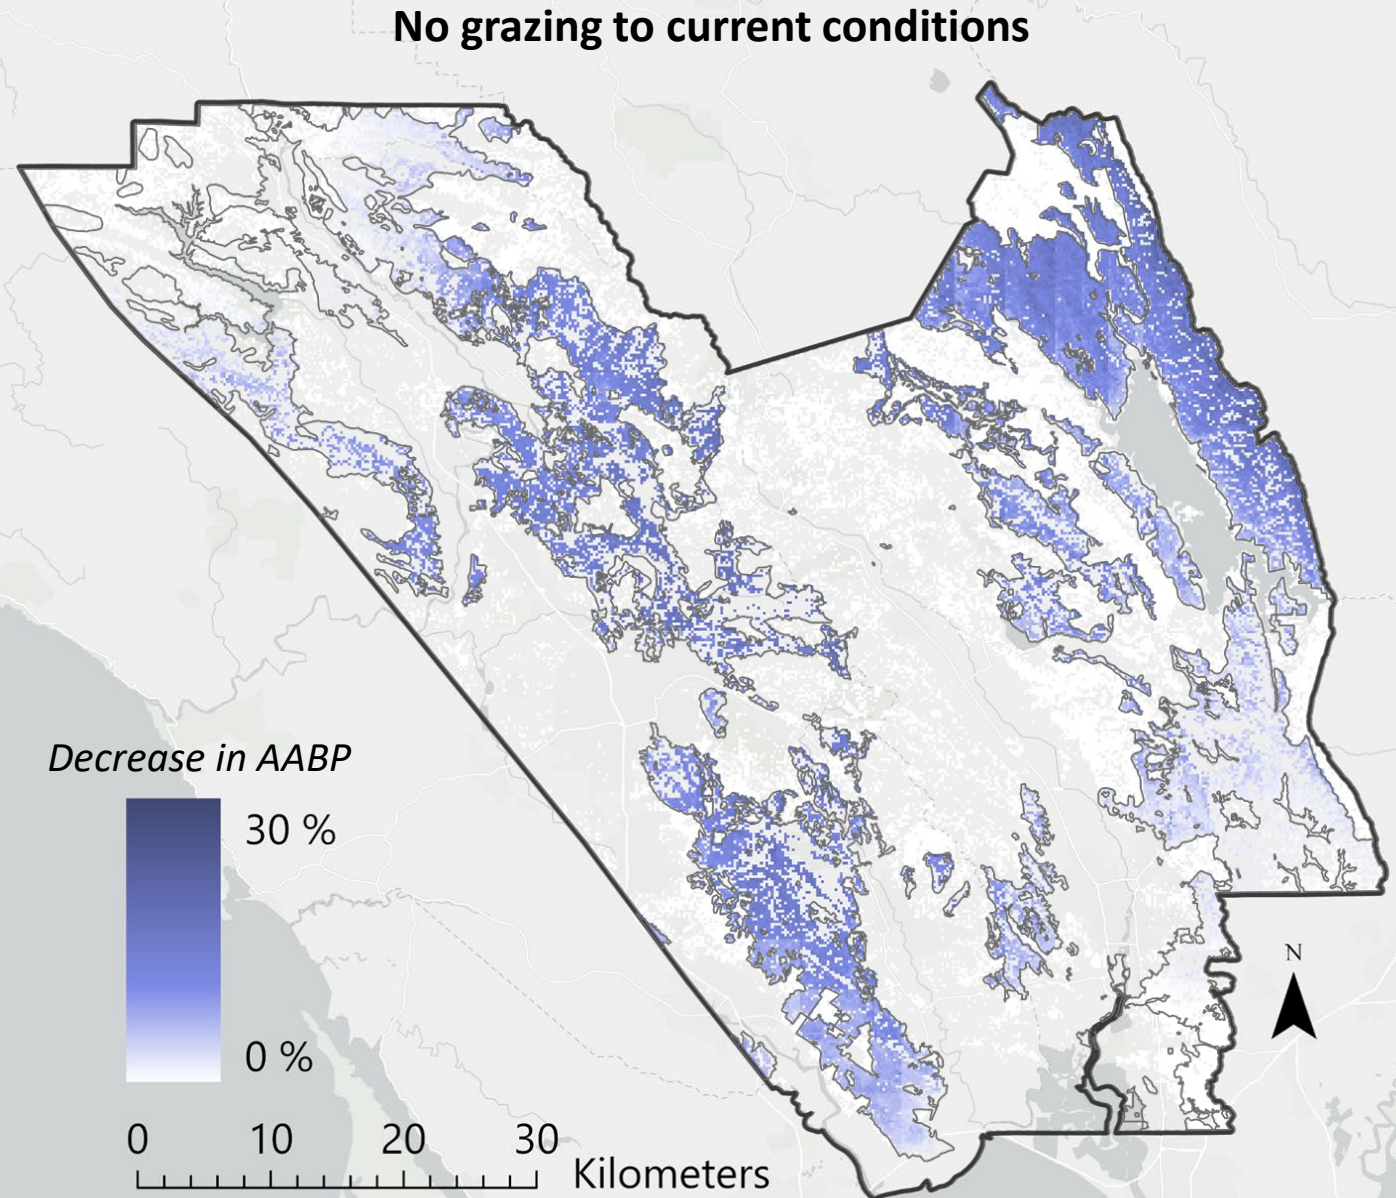 No grazing to current conditions
Decrease in AABP
30 %
0 %
N
0 10 20 30
Kilometers